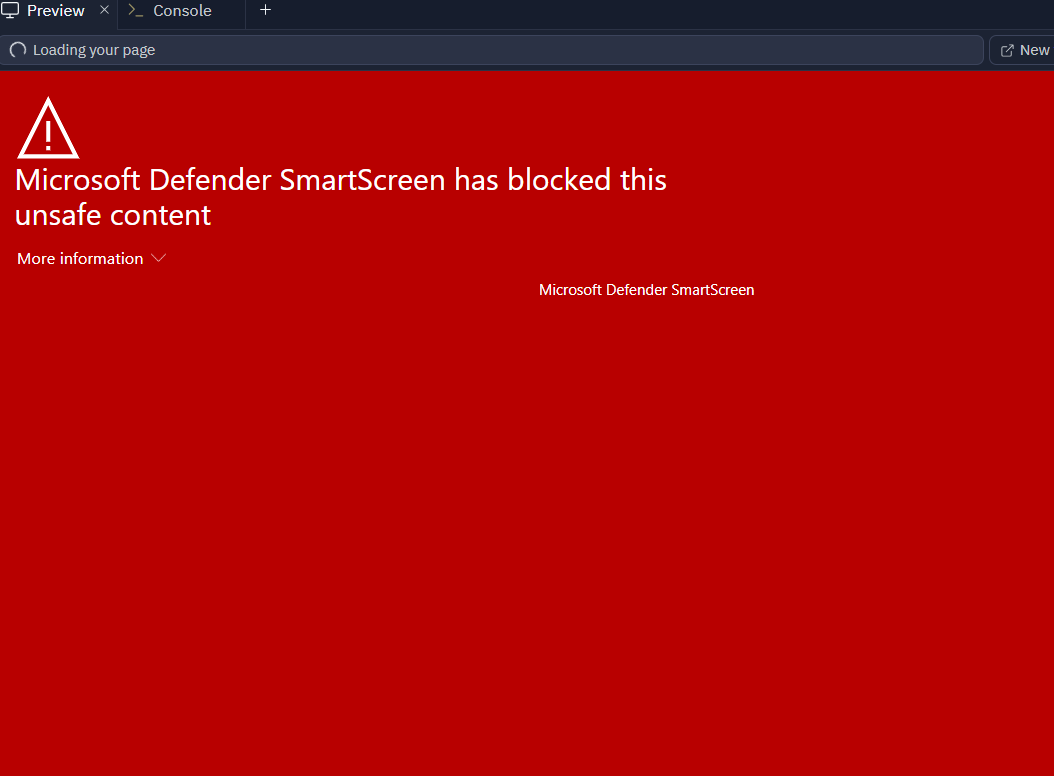 Preview
Console
Loading your page
New
Microsoft Defender SmartScreen has blocked this
unsafe content
More information
Microsoft Defender SmartScreen